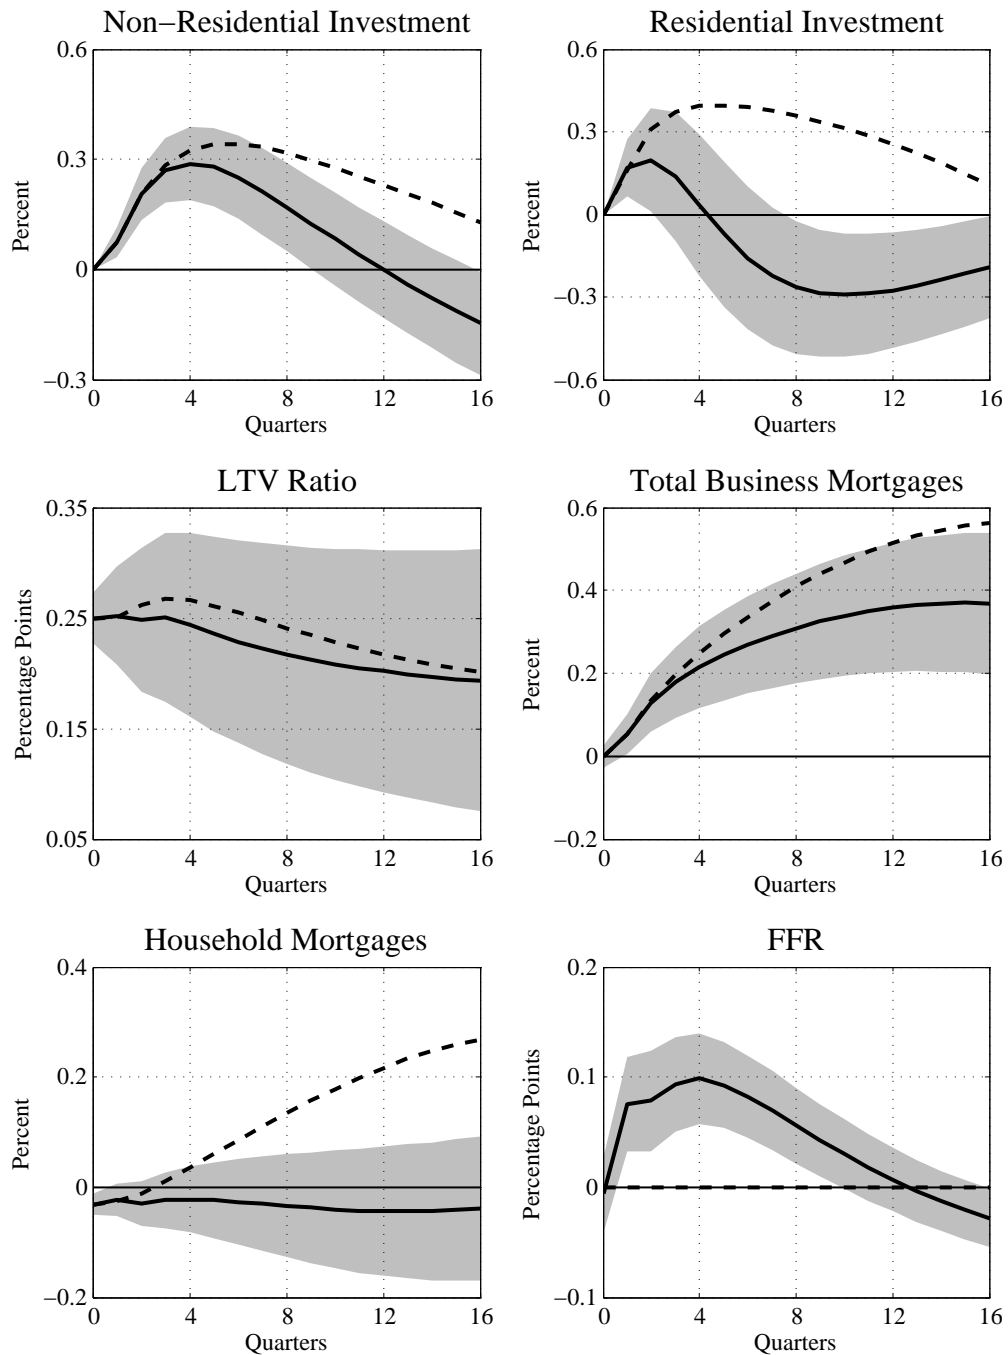 Non−Residential Investment
0.6
0.3
0
−0.3
Percent
0 4 8 12 16
Quarters
Residential Investment
0.6
0.3
0
−0.3
−0.6
Percent
0 4 8 12 16
Quarters
LTV Ratio
0.35
0.25
0.15
0.05
Percentage Points
0 4 8 12 16
Quarters
Total Business Mortgages
0.6
0.4
0.2
0
−0.2
Percent
0 4 8 12 16
Quarters
Household Mortgages
0.4
0.2
0
−0.2
Percent
0 4 8 12 16
Quarters
FFR
0.2
0.1
0
−0.1
Percentage Points
0 4 8 12 16
Quarters